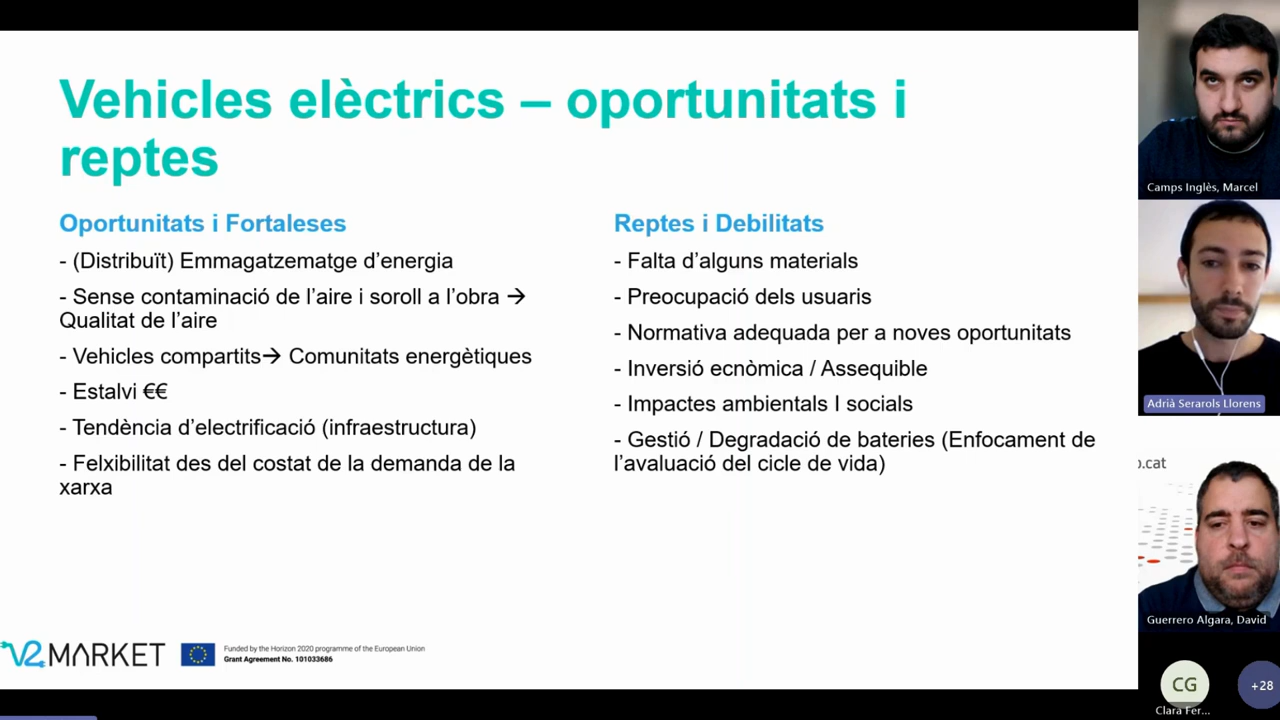 Vehicles elèctrics – oportunitats i
reptes
Oportunitats i Fortaleses
- (Distribuït) Emmagatzematge d’energia
- Sense contaminació de l’aire i soroll a l’obra →
Qualitat de l’aire
- Vehicles compartits→ Comunitats energètiques
- Estalvi €€
- Tendència d’electrificació (infraestructura)
- Felxibilitat des del costat de la demanda de la
xarxa
Reptes i Debilitats
- Falta d’alguns materials
- Preocupació dels usuaris
- Normativa adequada per a noves oportunitats
- Inversió ecnòmica / Assequible
- Impactes ambientals I socials
- Gestió / Degradació de bateries (Enfocament de
l’avaluació del cicle de vida)
V2MARKET
Funded by the Horizon 2020 programme of the European Union
Grant Agreement No. 101033686
Camps Inglès, Marcel
Adrià Serarols Llorens
.cat
Guerrero Algara, David
CG
+28
Clara Fer...